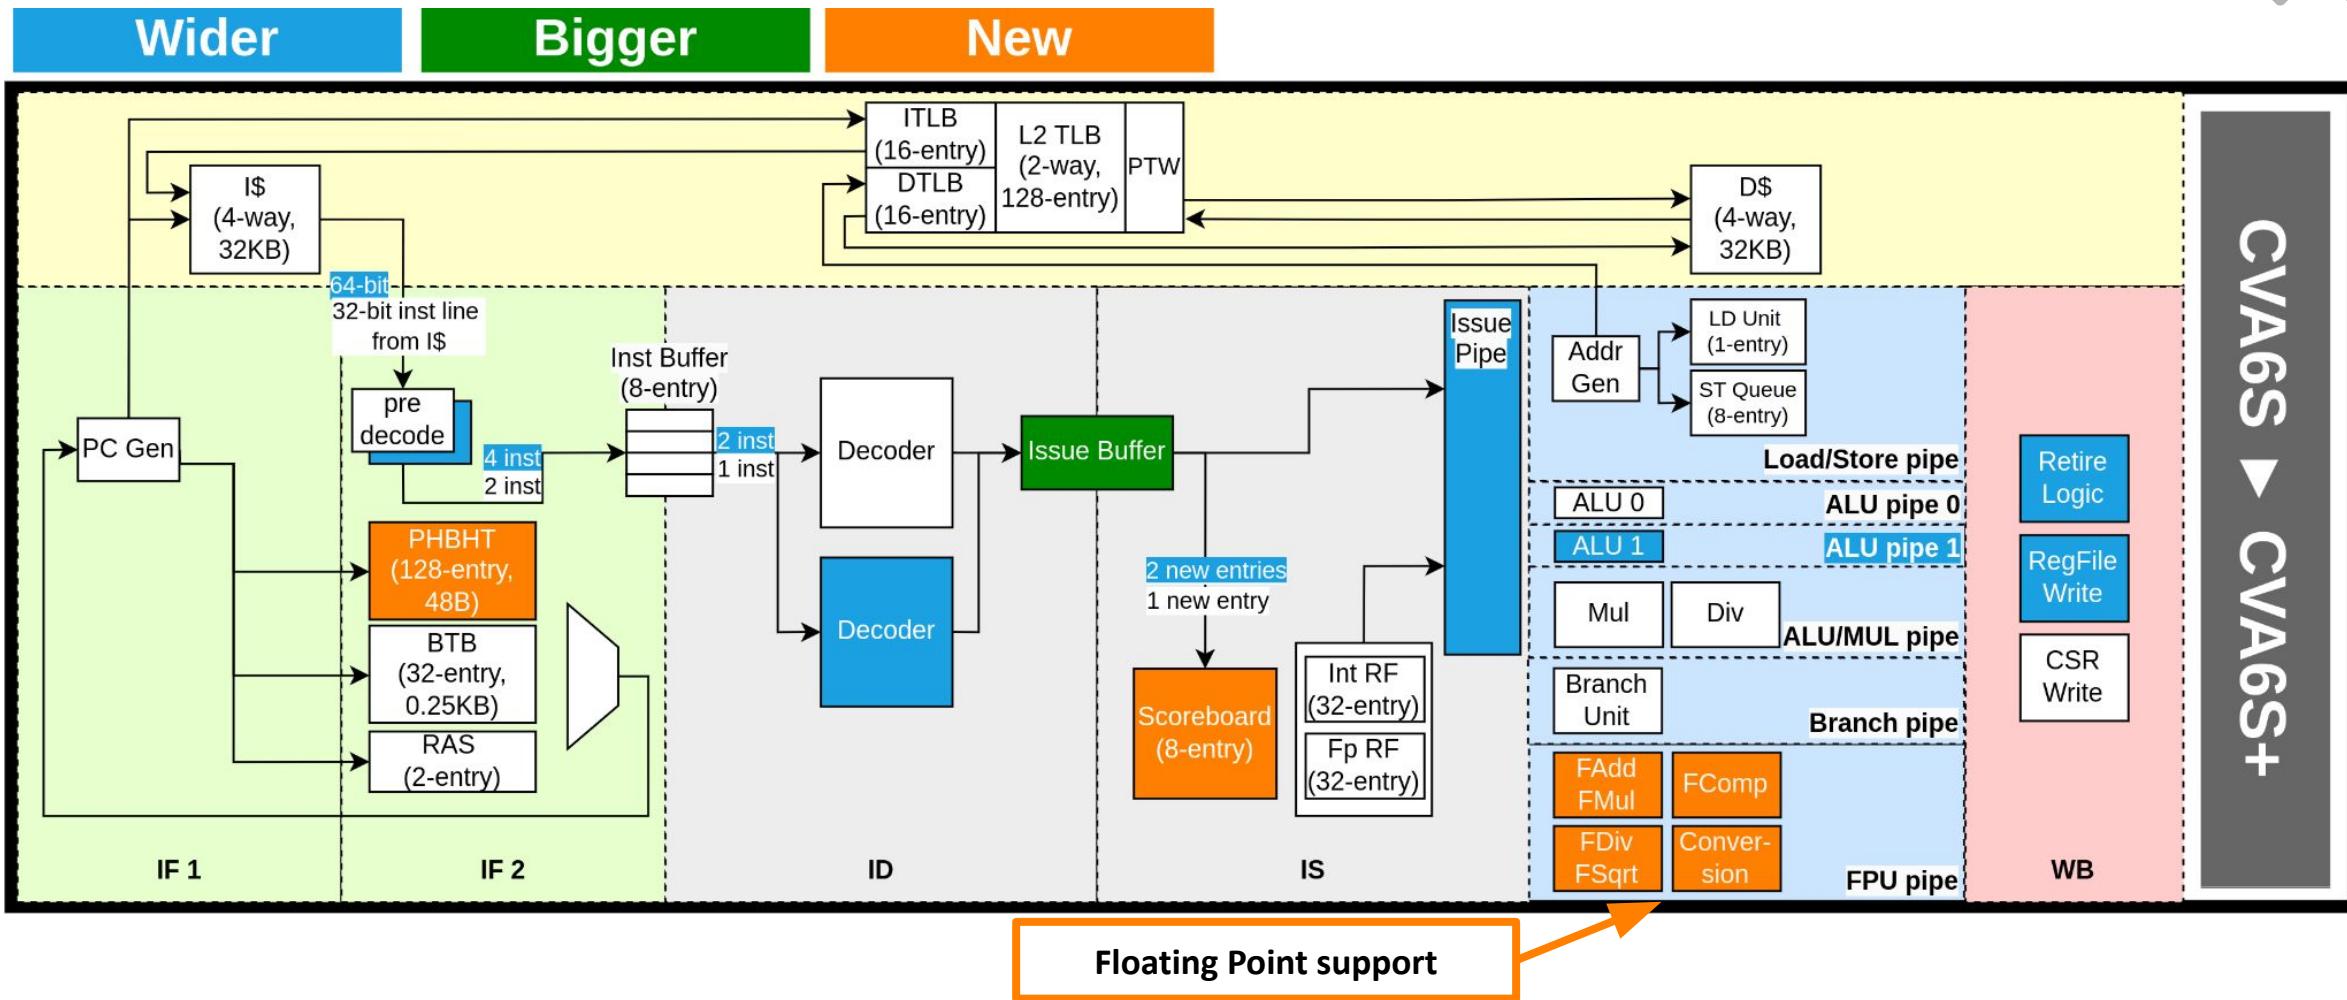 Wider
Bigger
New
ITLB
(16-entry)
DTLB
(16-entry)
L2 TLB
(2-way,
128-entry)
PTW
I$
(4-way,
32KB)
D$
(4-way,
32KB)
64-bit
32-bit inst line
from I$
PC Gen
pre
decode
4 inst
2 inst
PHBHT
(128-entry,
48B)
BTB
(32-entry,
0.25KB)
RAS
(2-entry)
Inst Buffer
(8-entry)
2 inst
1 inst
Decoder
Decoder
Issue Buffer
2 new entries
1 new entry
Scoreboard
(8-entry)
Int RF
(32-entry)
Fp RF
(32-entry)
Issue
Pipe
Addr
Gen
LD Unit
(1-entry)
ST Queue
(8-entry)
Load/Store pipe
ALU 0
ALU pipe 0
ALU 1
ALU pipe 1
Mul
Div
ALU/MUL pipe
Branch
Unit
Branch pipe
FAdd
FMul
FComp
FDiv
FSqrt
Conver-
sion
FPU pipe
Retire
Logic
RegFile
Write
CSR
Write
IF 1
IF 2
ID
IS
WB
CVA6S ▶ CVA6S+
Floating Point support